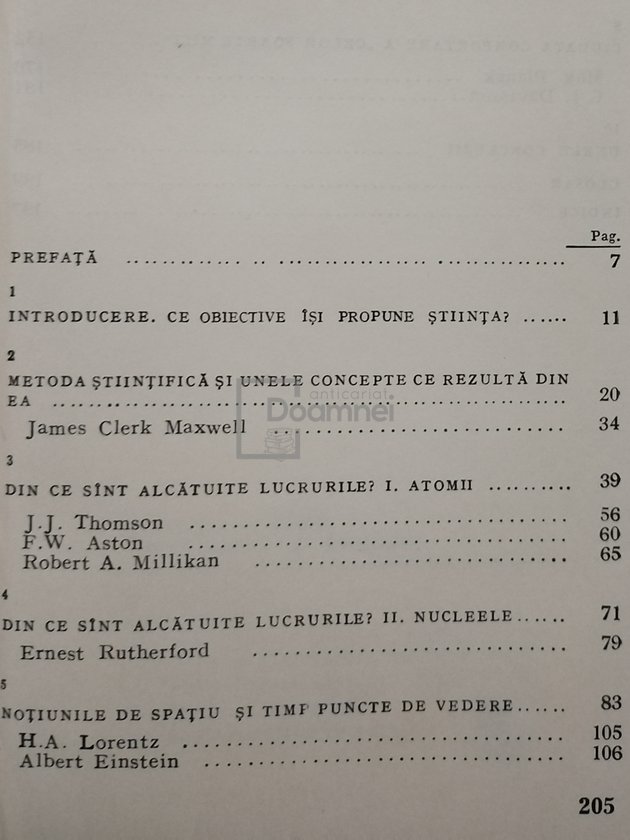 Pag.
PREFAȚĂ .......... 7
1
INTRODUCERE. CE OBIECTIVE ÎȘI PROPUNE ȘTIINȚA? ...... 11
2
METODA ȘTIINȚIFICĂ ȘI UNELE CONCEPTE CE REZULTĂ DIN
EA .......... 20
James Clerk Maxwell .......... 34
3
DIN CE SÎNT ALCĂTUITE LUCRURILE? I. ATOMII .......... 39
J.J. Thomson .......... 56
F.W. Aston .......... 60
Robert A. Millikan .......... 65
4
DIN CE SÎNT ALCĂTUITE LUCRURILE? II. NUCLEELE...... 71
Ernest Rutherford .......... 79
5
NOȚIUNILE DE SPAȚIU ȘI TIMP PUNCTE DE VEDERE...... 83
H.A. Lorentz .......... 105
Albert Einstein .......... 106
205
anticariat
Doamnei